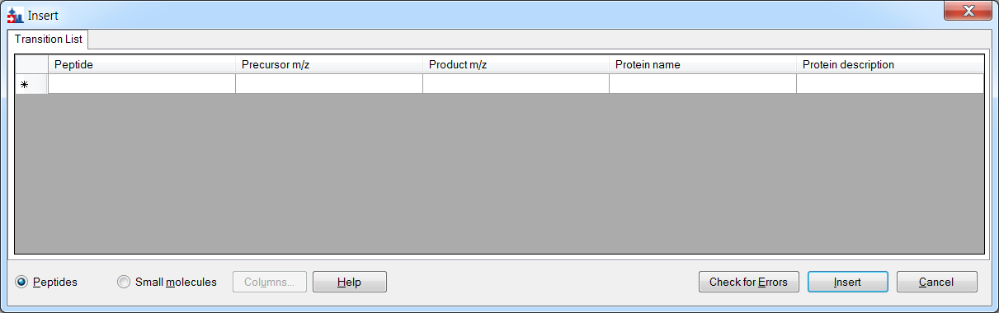 Insert
Transition List
Peptide Precursor m/z Product m/z Protein name Protein description
*
Peptides Small molecules Columns... Help Check for Errors Insert Cancel